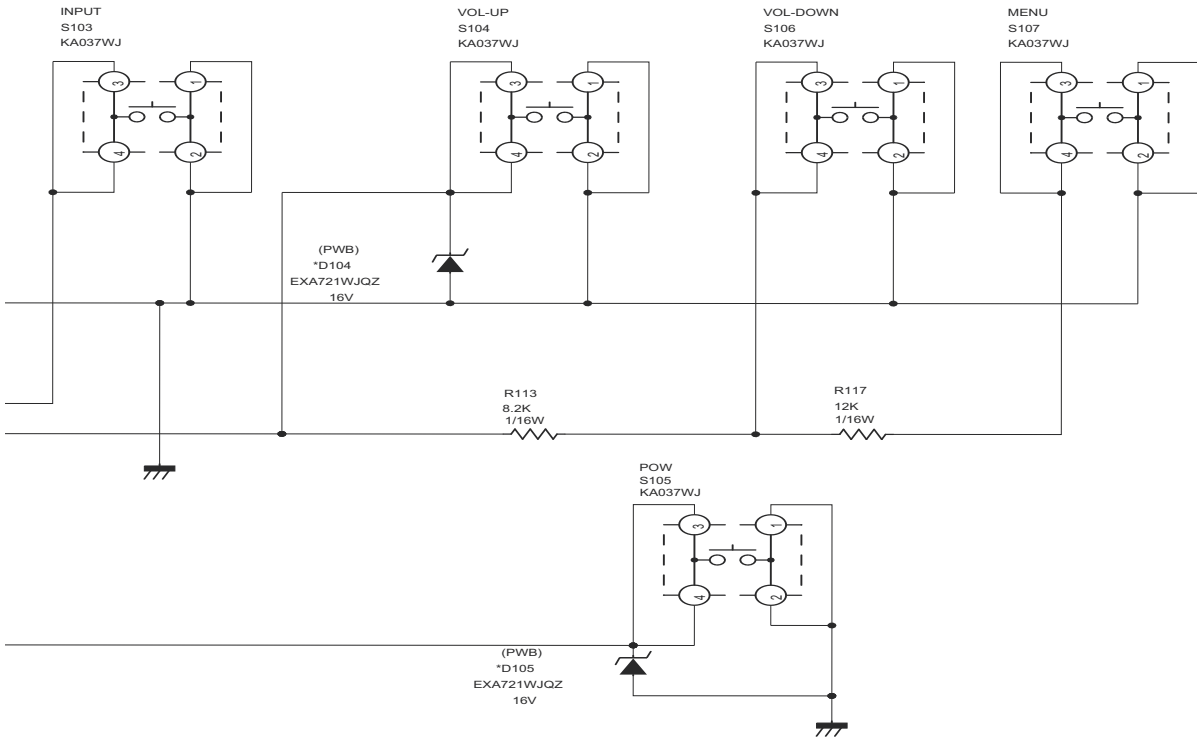 INPUT
S103
KA037WJ
VOL-UP
S104
KA037WJ
VOL-DOWN
S106
KA037WJ
MENU
S107
KA037WJ
3
1
4
2
3
1
4
2
3
1
4
2
3
1
4
2
(PWB)
*D104
EXA721WJQZ
16V
R113
8.2K
1/16W
R117
12K
1/16W
POW
S105
KA037WJ
3
1
4
2
(PWB)
*D105
EXA721WJQZ
16V